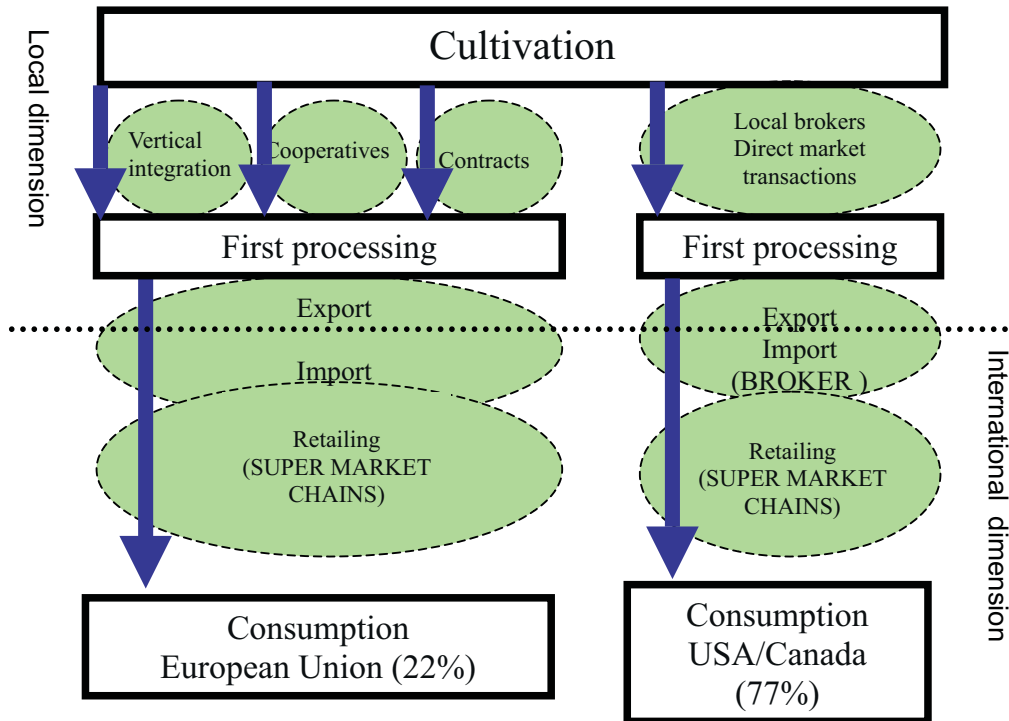 Cultivation
Local dimension
Vertical
integration
Cooperatives
Contracts
Local brokers
Direct market
transactions
First processing
First processing
Export
Import
Retailing
(SUPER MARKET
CHAINS)
Export
Import
(BROKER )
Retailing
(SUPER MARKET
CHAINS)
International dimension
Consumption
European Union (22%)
Consumption
USA/Canada
(77%)